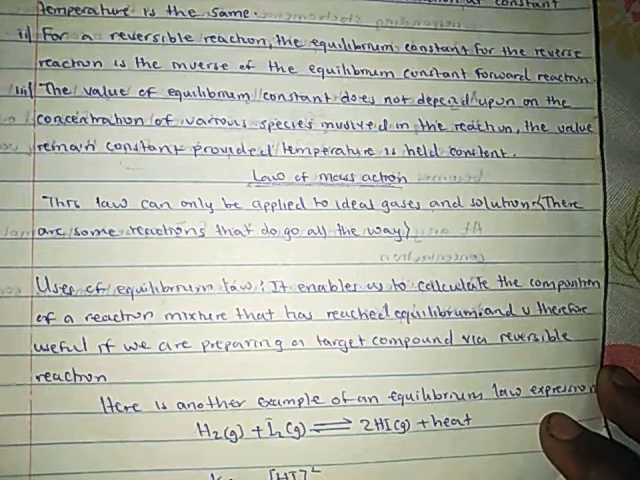 at constant
temperature is the same.
ii) For a reversible reaction, the equilibrium constant for the reverse
reaction is the inverse of the equilibrium constant forward reaction
iii) The value of equilibrium constant does not depend upon on the
concentration of various species involved in the reaction, the value
remain constant provided temperature is held constent.
Law of mass action
This law can only be applied to ideal gases and solution (There
are some reactions that do go all the way)
Uses of equilibrium law: It enables us to calculate the composition
of a reaction mixture that has reached equilibrium and is therefore
useful if we are preparing a target compound via reversible
reaction
Here is another example of an equilibrium law expression
H₂(g) + I₂(g) ⇌ 2HI(g) + heat
[HI]²